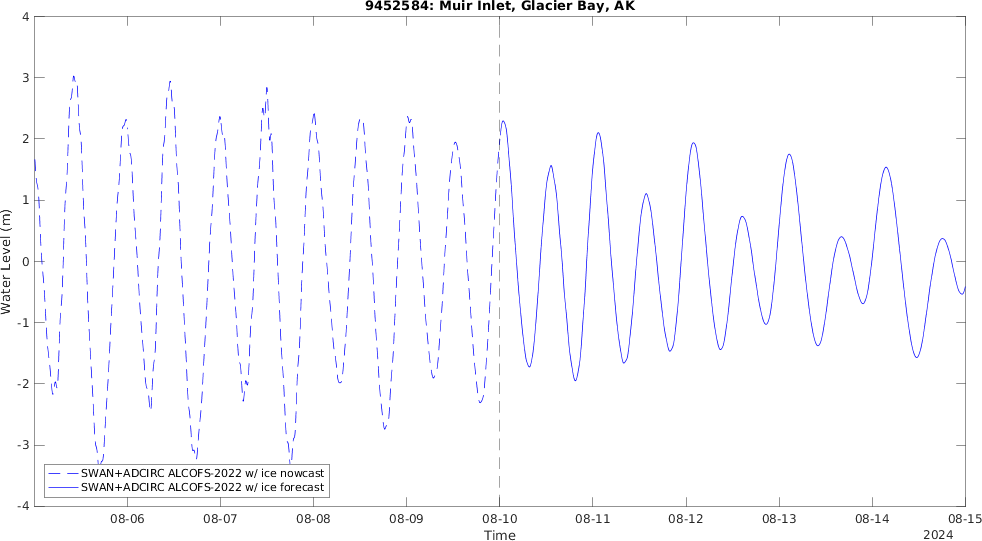 9452584: Muir Inlet, Glacier Bay, AK
4
3
2
1
0
-1
-2
-3
-4
Water Level (m)
SWAN+ADCIRC ALCOFS-2022 w/ ice nowcast
SWAN+ADCIRC ALCOFS-2022 w/ ice forecast
08-06 08-07 08-08 08-09 08-10 08-11 08-12 08-13 08-14 08-15
Time
2024